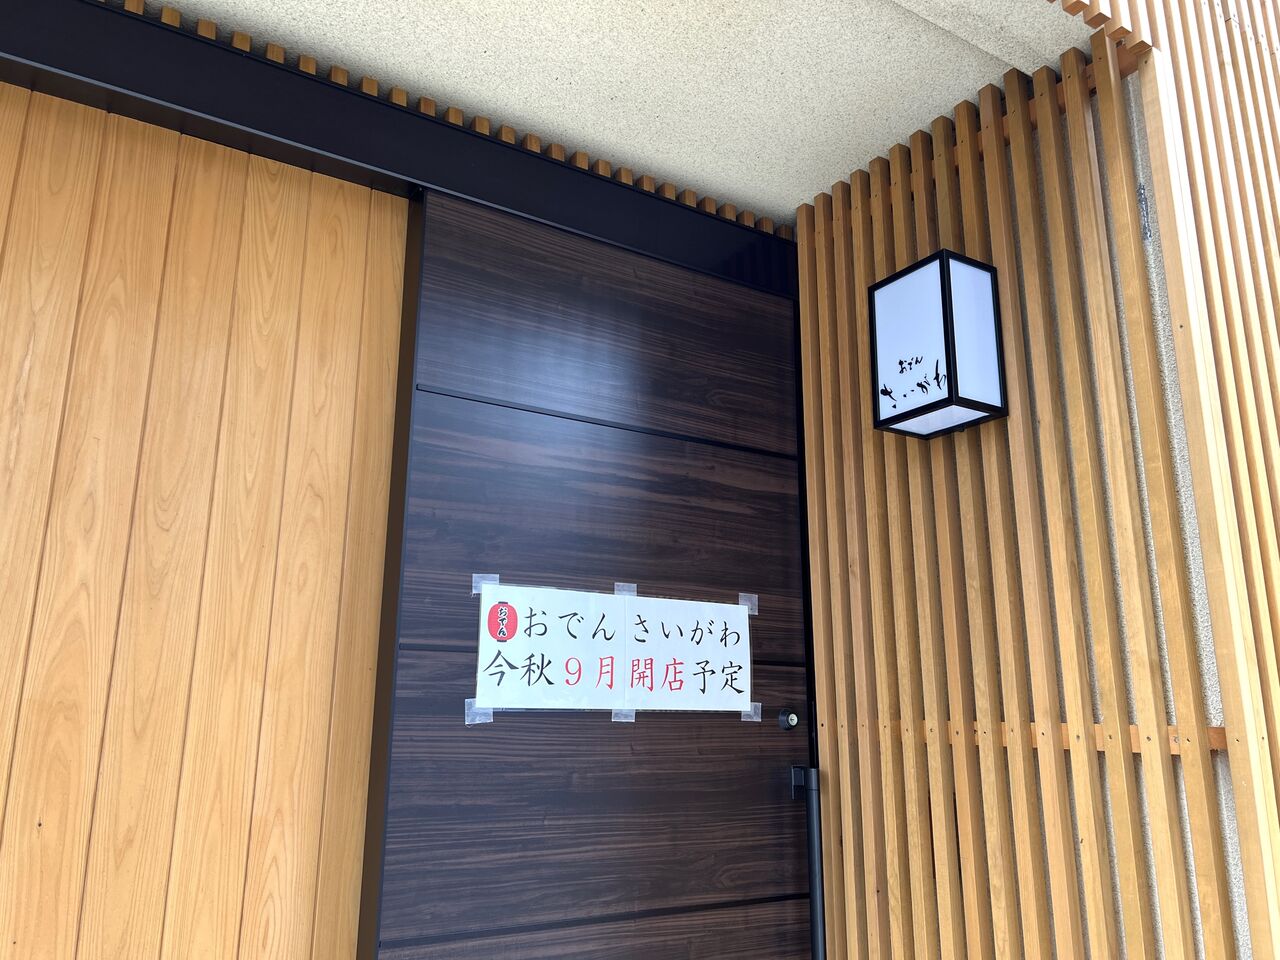 おでん
おでん さいがわ
今秋９月開店予定
おでん
さいがわ